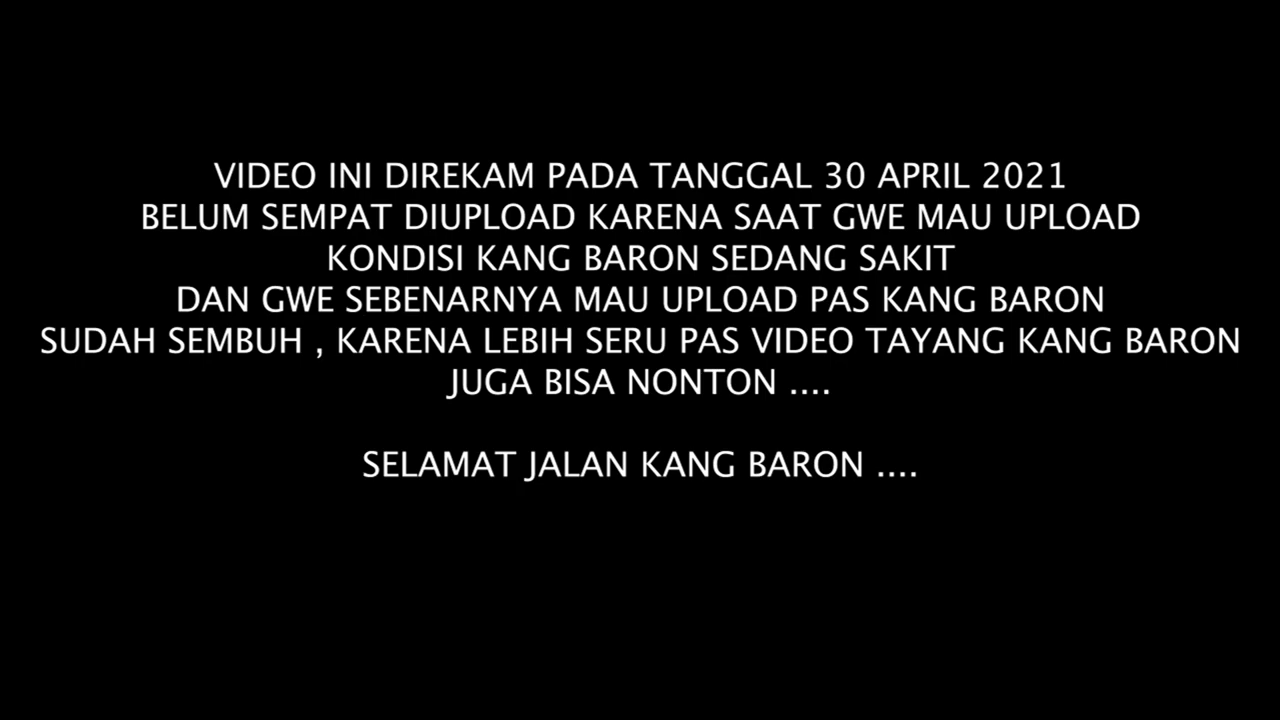 VIDEO INI DIREKAM PADA TANGGAL 30 APRIL 2021
BELUM SEMPAT DIUPLOAD KARENA SAAT GWE MAU UPLOAD
KONDISI KANG BARON SEDANG SAKIT
DAN GWE SEBENARNYA MAU UPLOAD PAS KANG BARON
SUDAH SEMBUH , KARENA LEBIH SERU PAS VIDEO TAYANG KANG BARON
JUGA BISA NONTON ....
SELAMAT JALAN KANG BARON ....